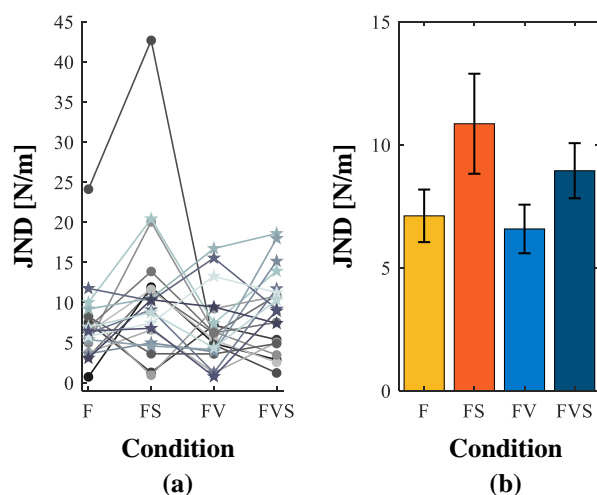 45
40
35
30
25
20
15
10
5
0
JND [N/m]
F FS FV FVS
Condition
(a)
15
10
5
0
JND [N/m]
F FS FV FVS
Condition
(b)